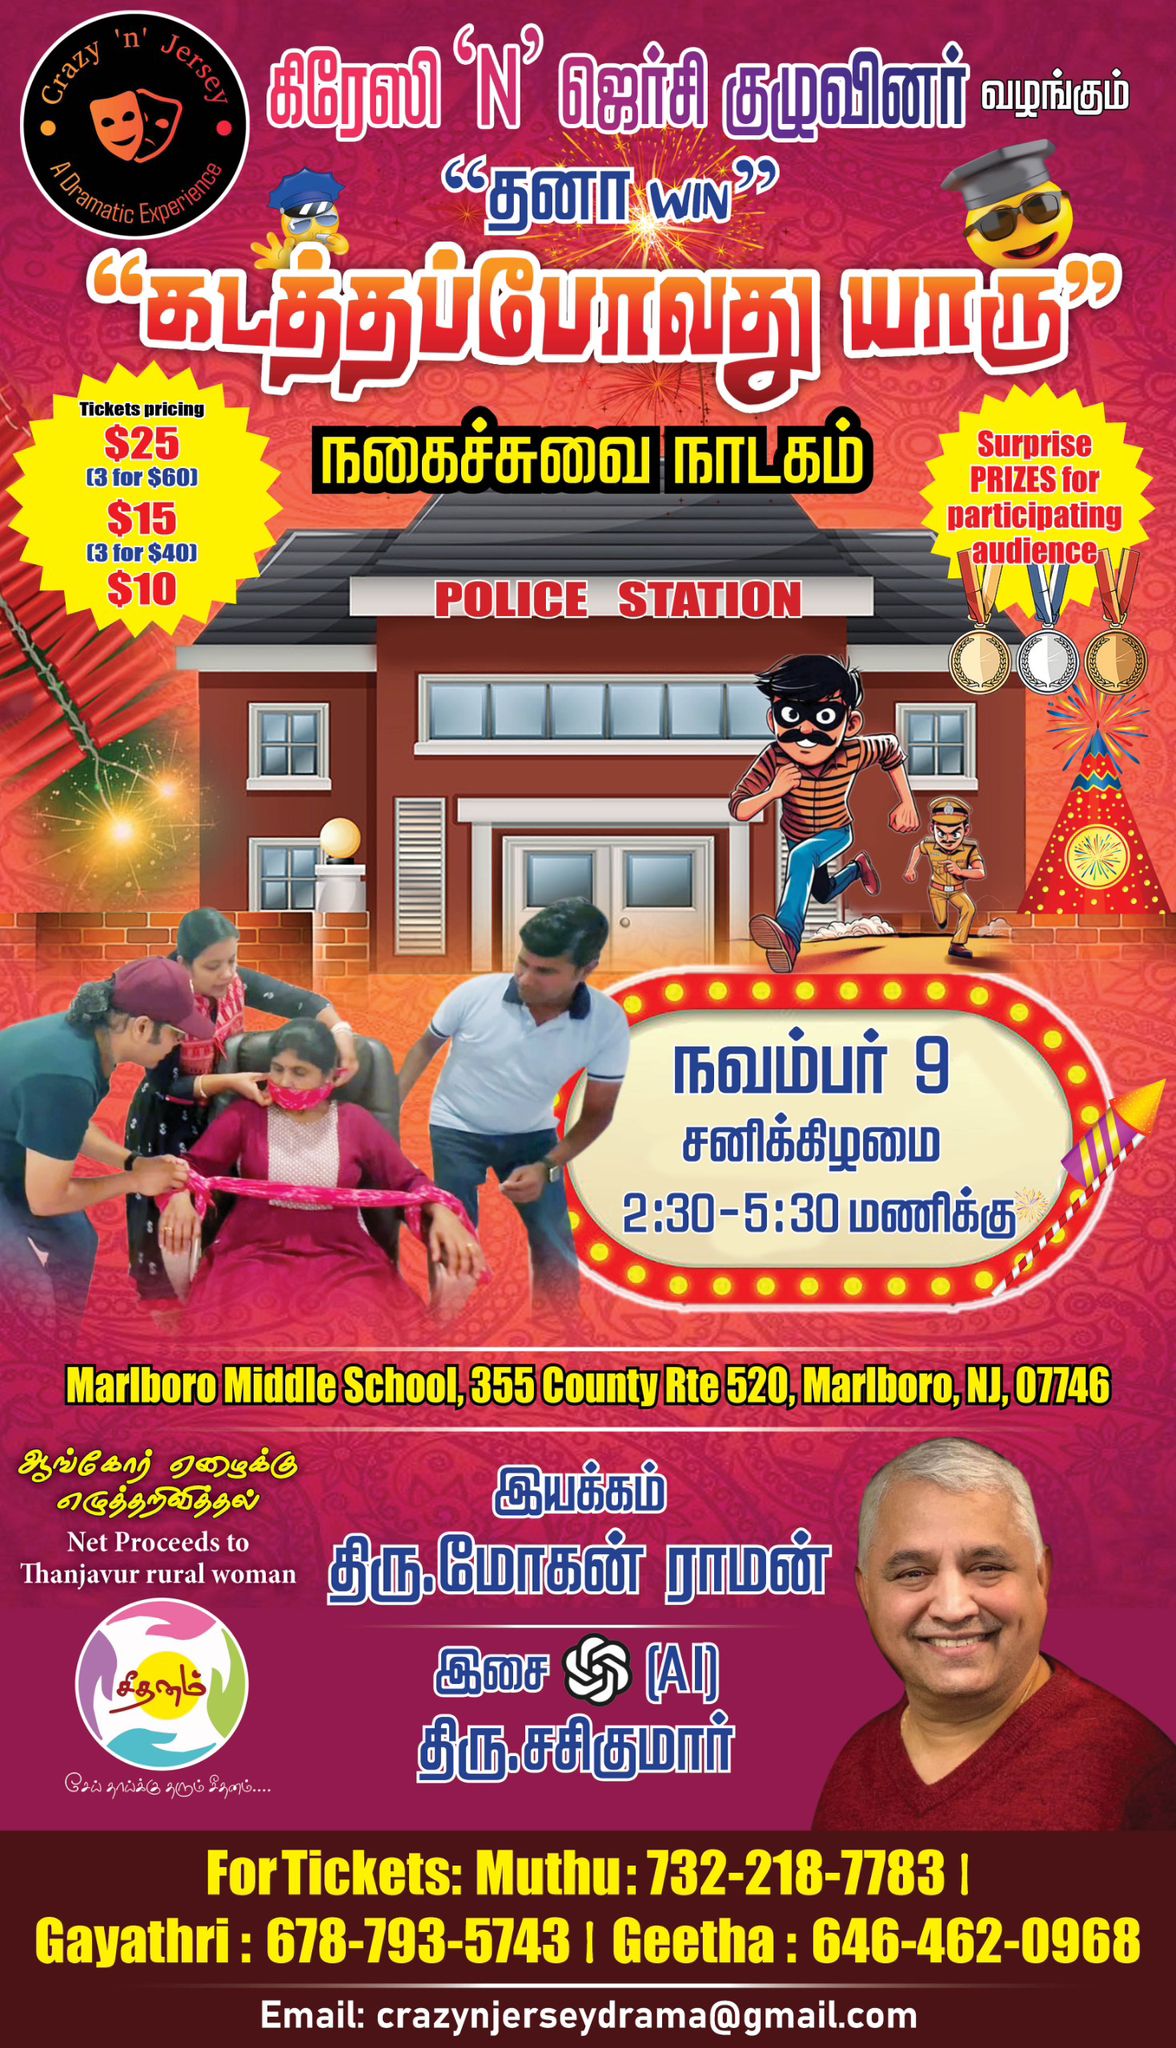 Crazy 'n' Jersey
A Dramatic Experience
கிரேஸி ‘N’ ஜெர்சி குழுவினர் வழங்கும்
“தனா WIN”
“கடத்தப்போவது யாரு”
நகைச்சுவை நாடகம்
Tickets pricing
$25
(3 for $60)
$15
(3 for $40)
$10
Surprise
PRIZES for
participating
audience
POLICE STATION
நவம்பர் 9
சனிக்கிழமை
2:30-5:30 மணிக்கு
Marlboro Middle School, 355 County Rte 520, Marlboro, NJ, 07746
ஆங்கோர் ஏழைக்கு
எழுத்தறிவித்தல்
Net Proceeds to
Thanjavur rural woman
சீதனம்
சேய் தாய்க்கு தரும் சீதனம்....
இயக்கம்
திரு.மோகன் ராமன்
இசை (AI)
திரு.சசிகுமார்
For Tickets: Muthu: 732-218-7783 |
Gayathri : 678-793-5743 | Geetha : 646-462-0968
Email: crazynjerseydrama@gmail.com